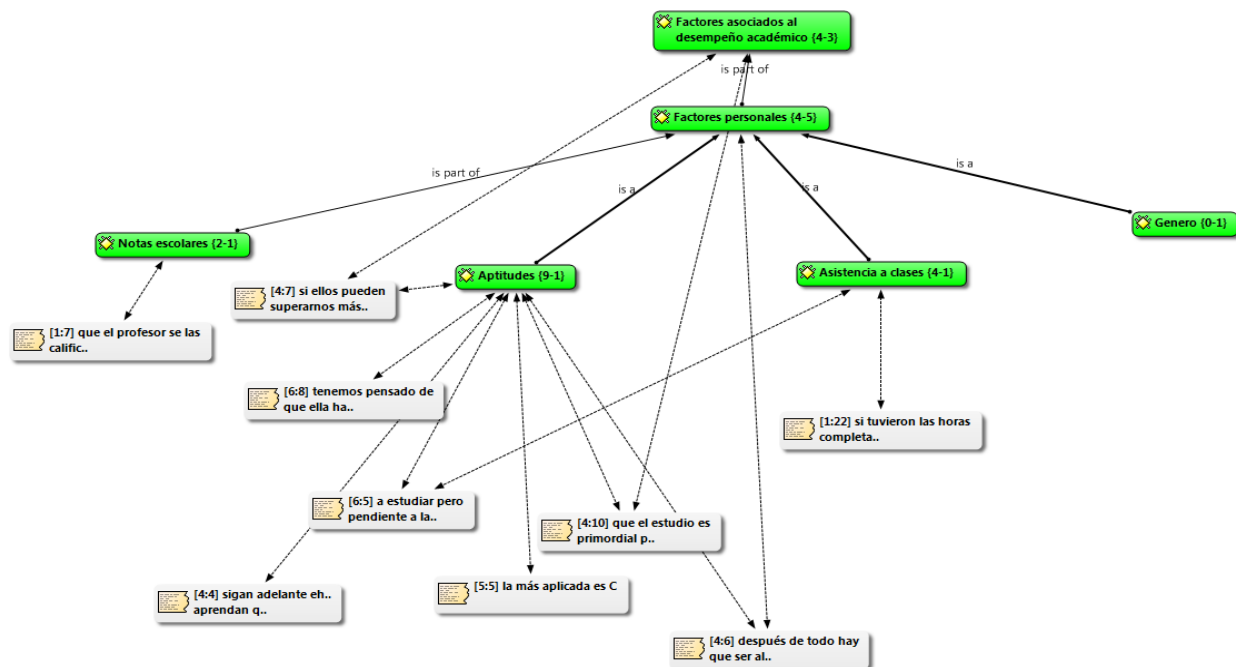 Factores asociados al
desempeño académico {4-3}
is part of
Factores personales {4-5}
is part of
is a
is a
is a
Genero {0-1}
Notas escolares {2-1}
Aptitudes {9-1}
Asistencia a clases {4-1}
[4:7] si ellos pueden
superarnos más..
[1:7] que el profesor se las
calific..
[6:8] tenemos pensado de
que ella ha..
[1:22] si tuvieron las horas
completa..
[6:5] a estudiar pero
pendiente a la..
[4:10] que el estudio es
primordial p..
[4:4] sigan adelante eh..
aprendan q..
[5:5] la más aplicada es C
[4:6] después de todo hay
que ser al..